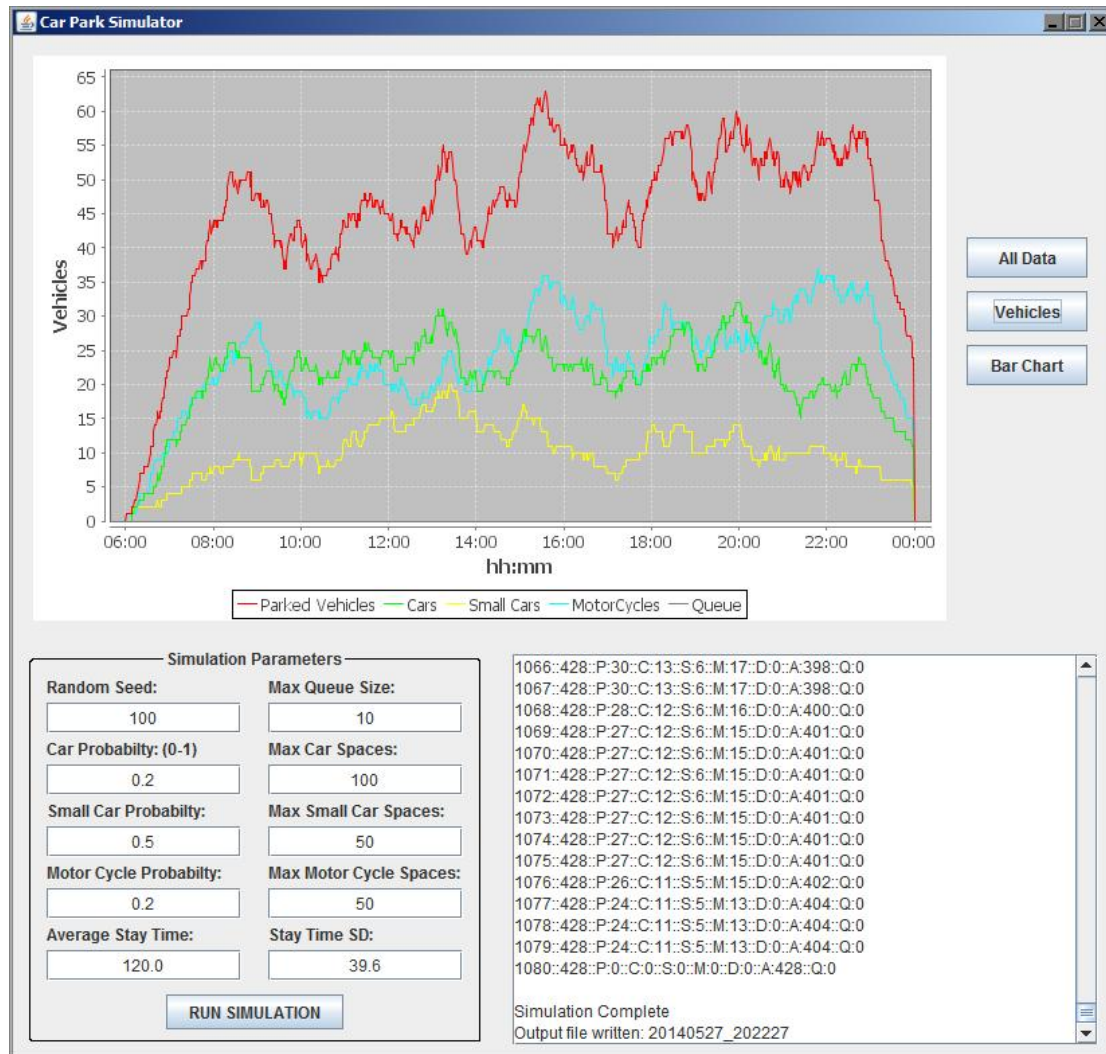 Car Park Simulator
65
60
55
50
45
40
35
30
25
20
15
10
5
0
Vehicles
06:00 08:00 10:00 12:00 14:00 16:00 18:00 20:00 22:00 00:00
hh:mm
Parked Vehicles Cars Small Cars MotorCycles Queue
All Data
Vehicles
Bar Chart
Simulation Parameters
Random Seed: Max Queue Size:
100 10
Car Probabilty: (0-1) Max Car Spaces:
0.2 100
Small Car Probabilty: Max Small Car Spaces:
0.5 50
Motor Cycle Probabilty: Max Motor Cycle Spaces:
0.2 50
Average Stay Time: Stay Time SD:
120.0 39.6
RUN SIMULATION
1066::428::P:30::C:13::S:6::M:17::D:0::A:398::Q:0
1067::428::P:30::C:13::S:6::M:17::D:0::A:398::Q:0
1068::428::P:28::C:12::S:6::M:16::D:0::A:400::Q:0
1069::428::P:27::C:12::S:6::M:15::D:0::A:401::Q:0
1070::428::P:27::C:12::S:6::M:15::D:0::A:401::Q:0
1071::428::P:27::C:12::S:6::M:15::D:0::A:401::Q:0
1072::428::P:27::C:12::S:6::M:15::D:0::A:401::Q:0
1073::428::P:27::C:12::S:6::M:15::D:0::A:401::Q:0
1074::428::P:27::C:12::S:6::M:15::D:0::A:401::Q:0
1075::428::P:27::C:12::S:6::M:15::D:0::A:401::Q:0
1076::428::P:26::C:11::S:5::M:15::D:0::A:402::Q:0
1077::428::P:24::C:11::S:5::M:13::D:0::A:404::Q:0
1078::428::P:24::C:11::S:5::M:13::D:0::A:404::Q:0
1079::428::P:24::C:11::S:5::M:13::D:0::A:404::Q:0
1080::428::P:0::C:0::S:0::M:0::D:0::A:428::Q:0
Simulation Complete
Output file written: 20140527_202227